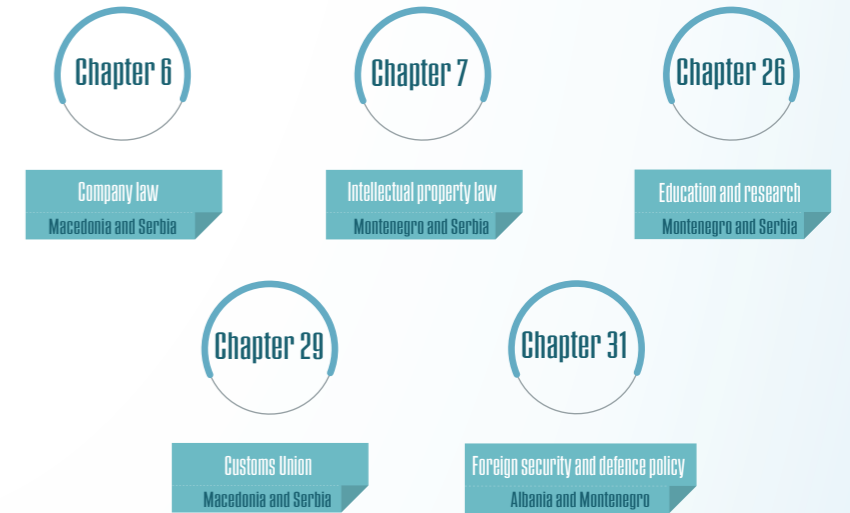 Chapter 6
Company law
Macedonia and Serbia
Chapter 7
Intellectual property law
Montenegro and Serbia
Chapter 26
Education and research
Montenegro and Serbia
Chapter 29
Customs Union
Macedonia and Serbia
Chapter 31
Foreign security and defence policy
Albania and Montenegro